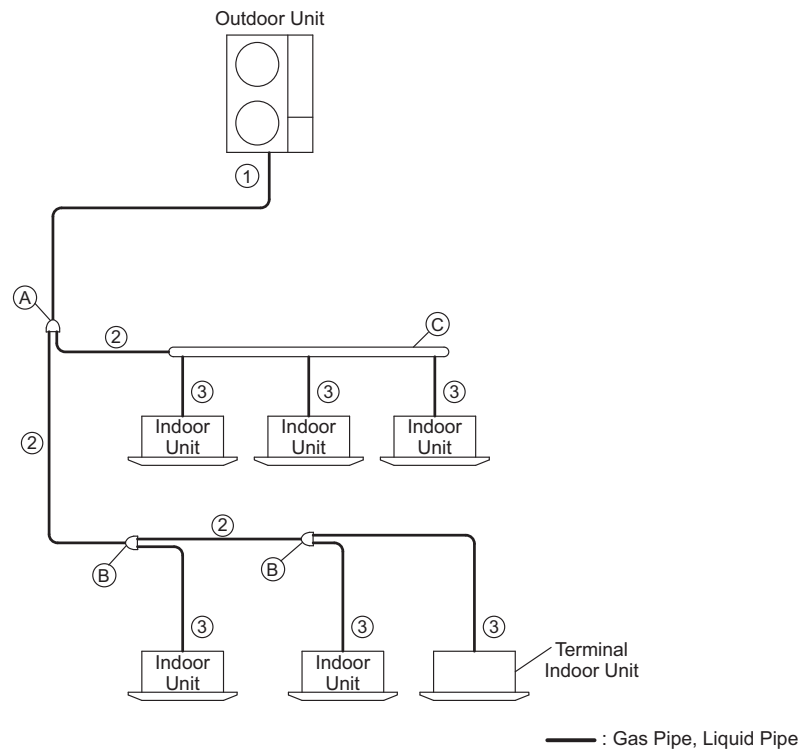 Outdoor Unit
①
Ⓐ
②
Ⓒ
③
③
③
Indoor
Unit
Indoor
Unit
Indoor
Unit
②
②
Ⓑ
Ⓑ
③
③
③
Indoor
Unit
Indoor
Unit
Terminal
Indoor Unit
: Gas Pipe, Liquid Pipe